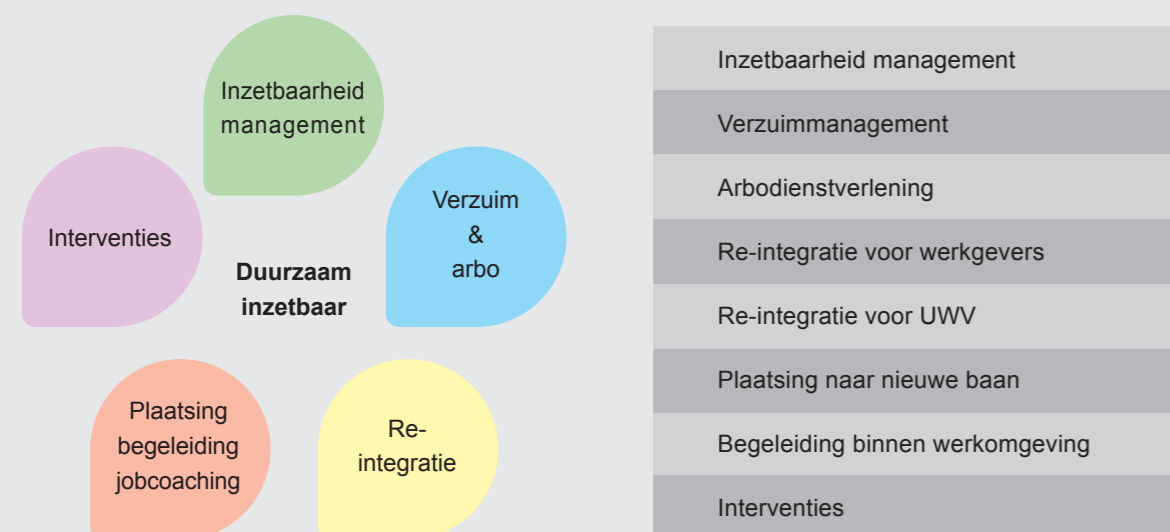 Inzetbaarheid
management
Interventies
Verzuim
&
arbo
Duurzaam
inzetbaar
Plaatsing
begeleiding
jobcoaching
Re-
integratie
Inzetbaarheid management
Verzuimmanagement
Arbodienstverlening
Re-integratie voor werkgevers
Re-integratie voor UWV
Plaatsing naar nieuwe baan
Begeleiding binnen werkomgeving
Interventies